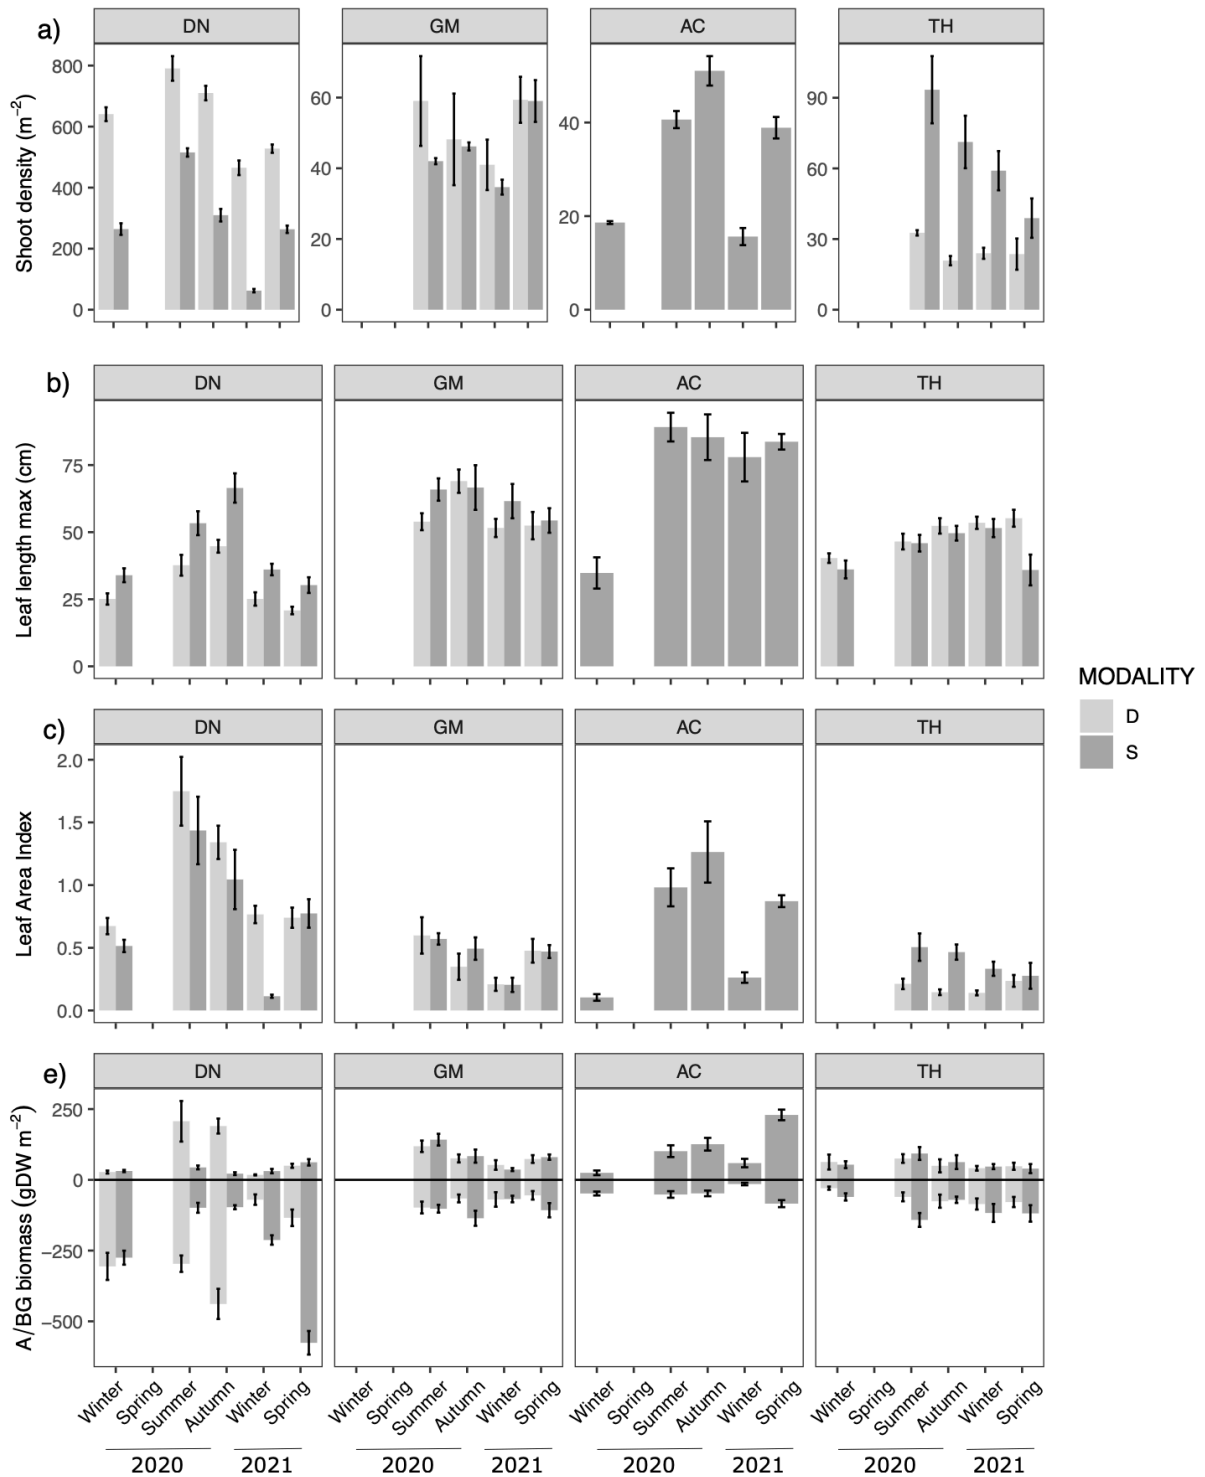 a)
DN GM AC TH
Shoot density (m⁻²)
800 600 400 200 0
60 40 20 0
40 20 0
90 60 30 0
b)
DN GM AC TH
Leaf length max (cm)
75 50 25 0
c)
DN GM AC TH
Leaf Area Index
2.0 1.5 1.0 0.5 0.0
e)
DN GM AC TH
A/BG biomass (gDW m⁻²)
250 0 −250 −500
Winter Spring Summer Autumn Winter Spring
Winter Spring Summer Autumn Winter Spring
Winter Spring Summer Autumn Winter Spring
Winter Spring Summer Autumn Winter Spring
2020 2021 2020 2021 2020 2021 2020 2021
MODALITY
D
S